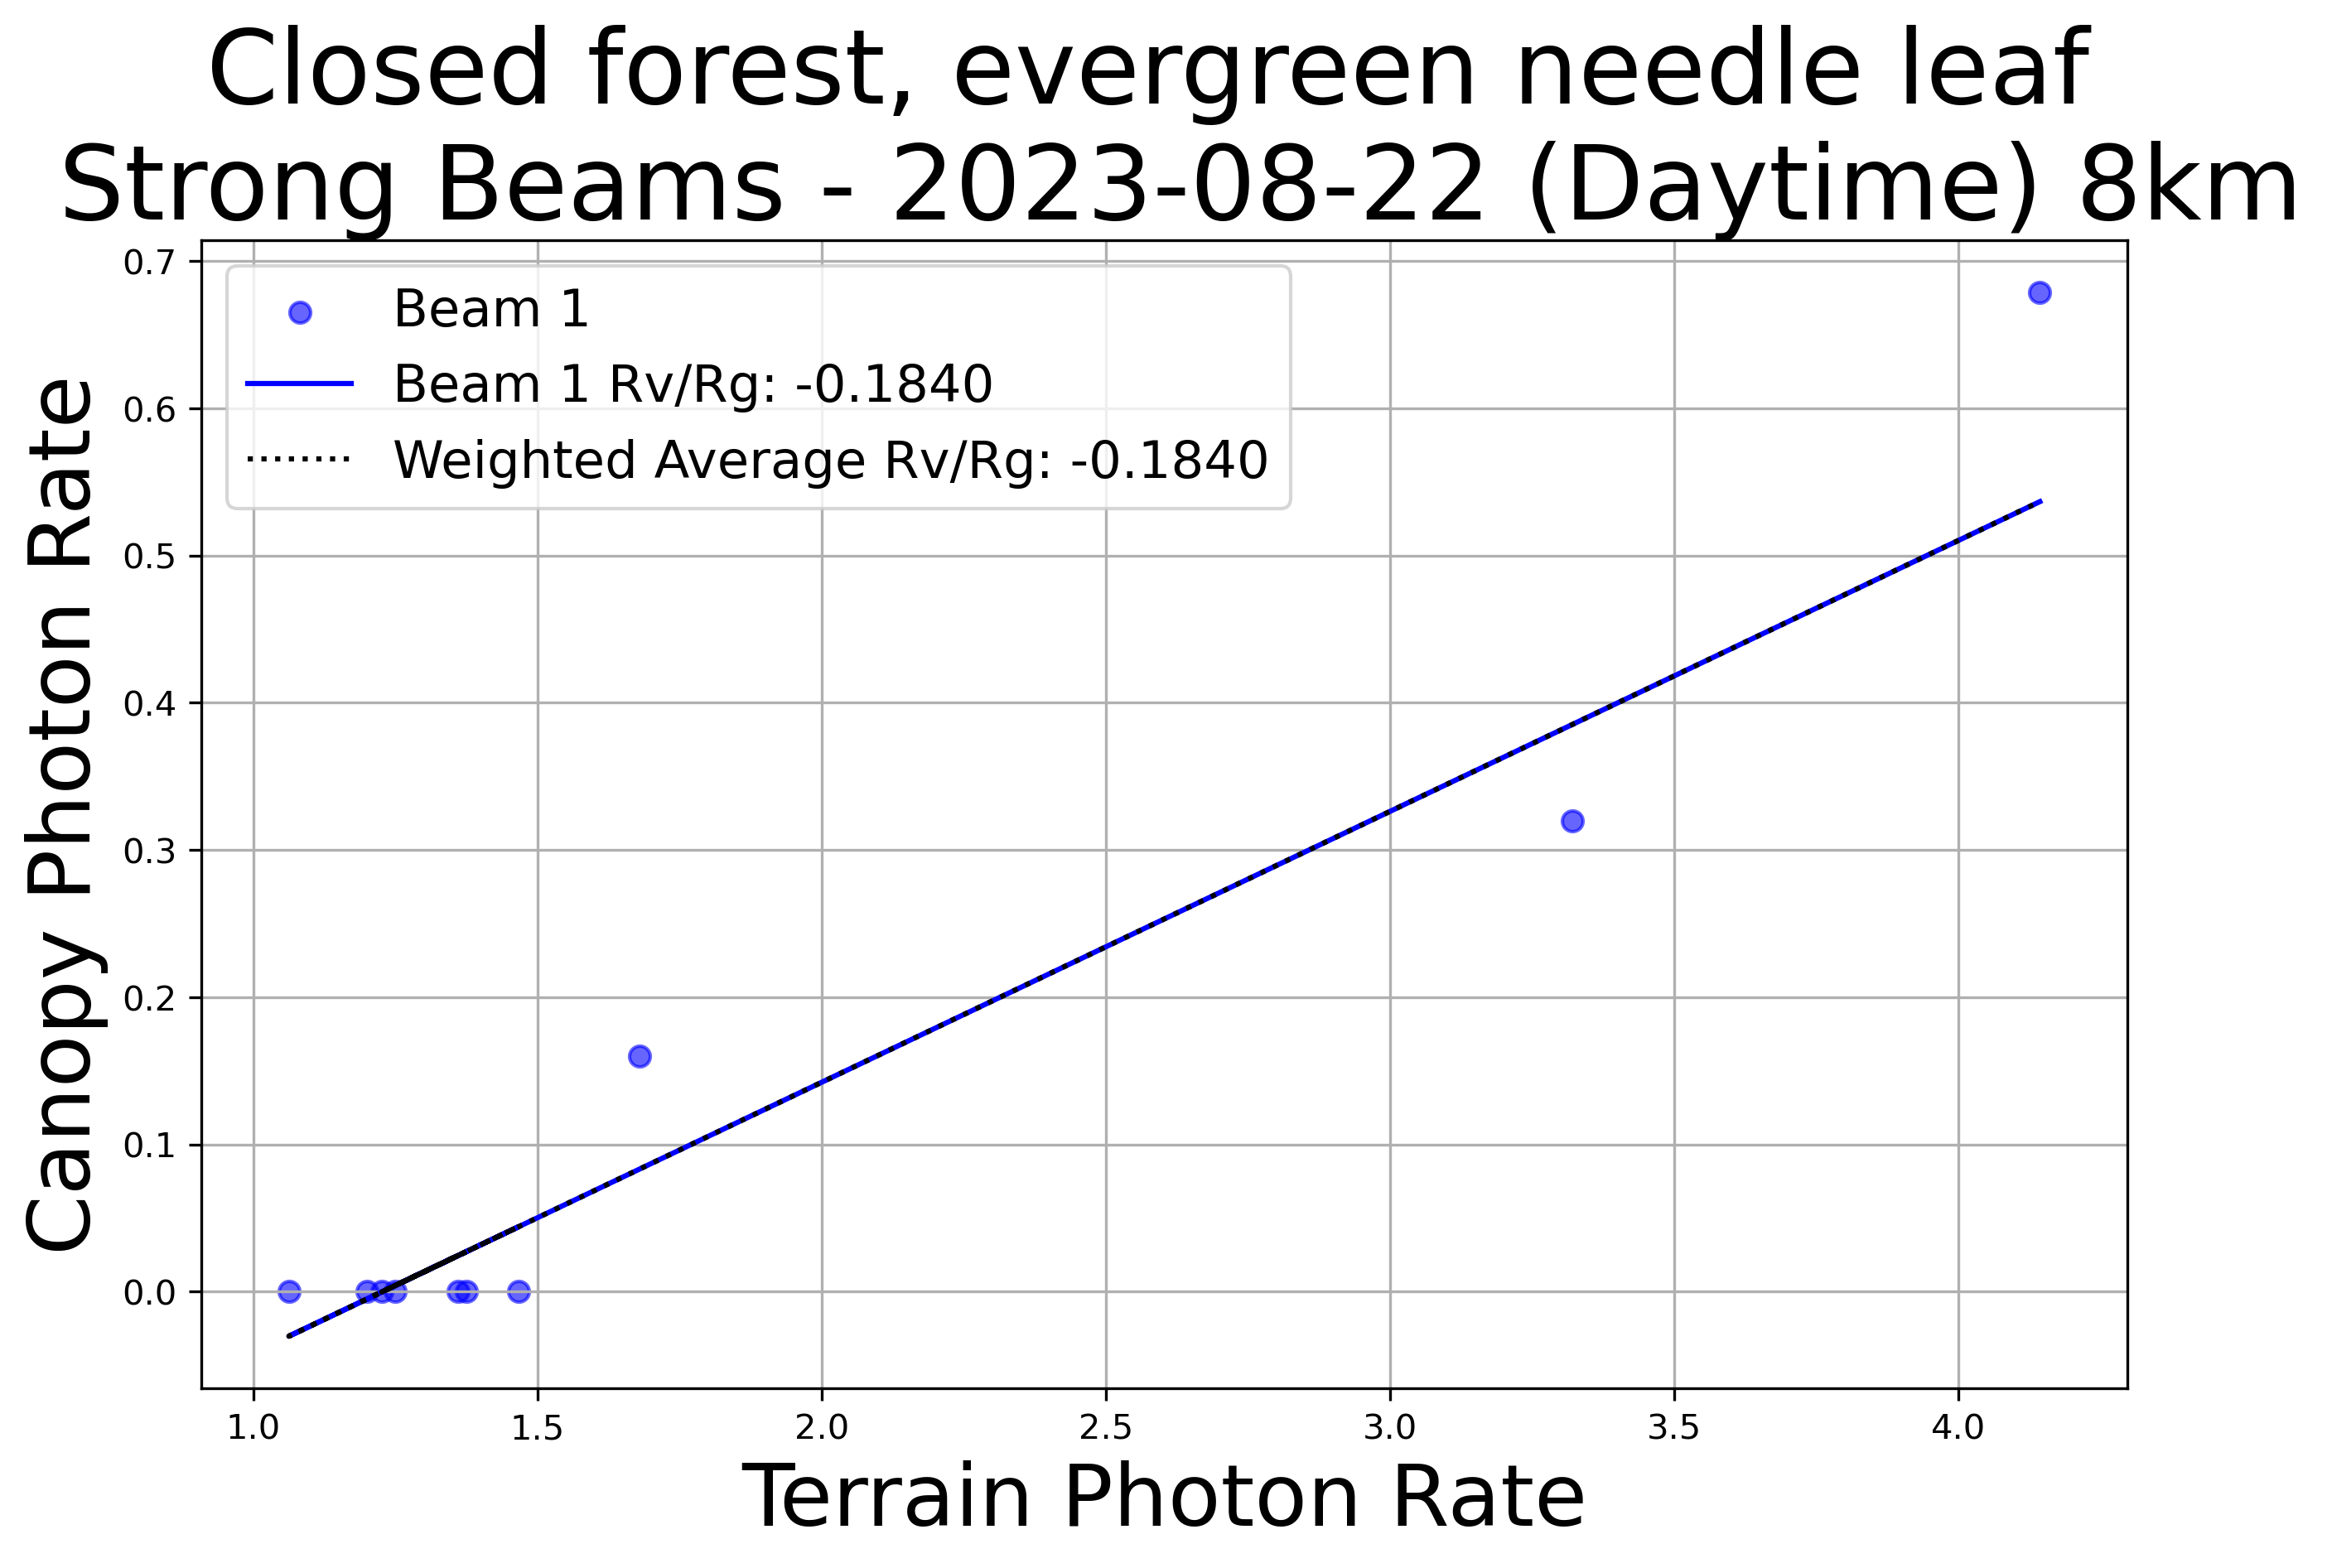 Closed forest, evergreen needle leaf
Strong Beams - 2023-08-22 (Daytime) 8km
Beam 1
Beam 1 Rv/Rg: -0.1840
Weighted Average Rv/Rg: -0.1840
Canopy Photon Rate
0.7
0.6
0.5
0.4
0.3
0.2
0.1
0.0
1.0 1.5 2.0 2.5 3.0 3.5 4.0
Terrain Photon Rate